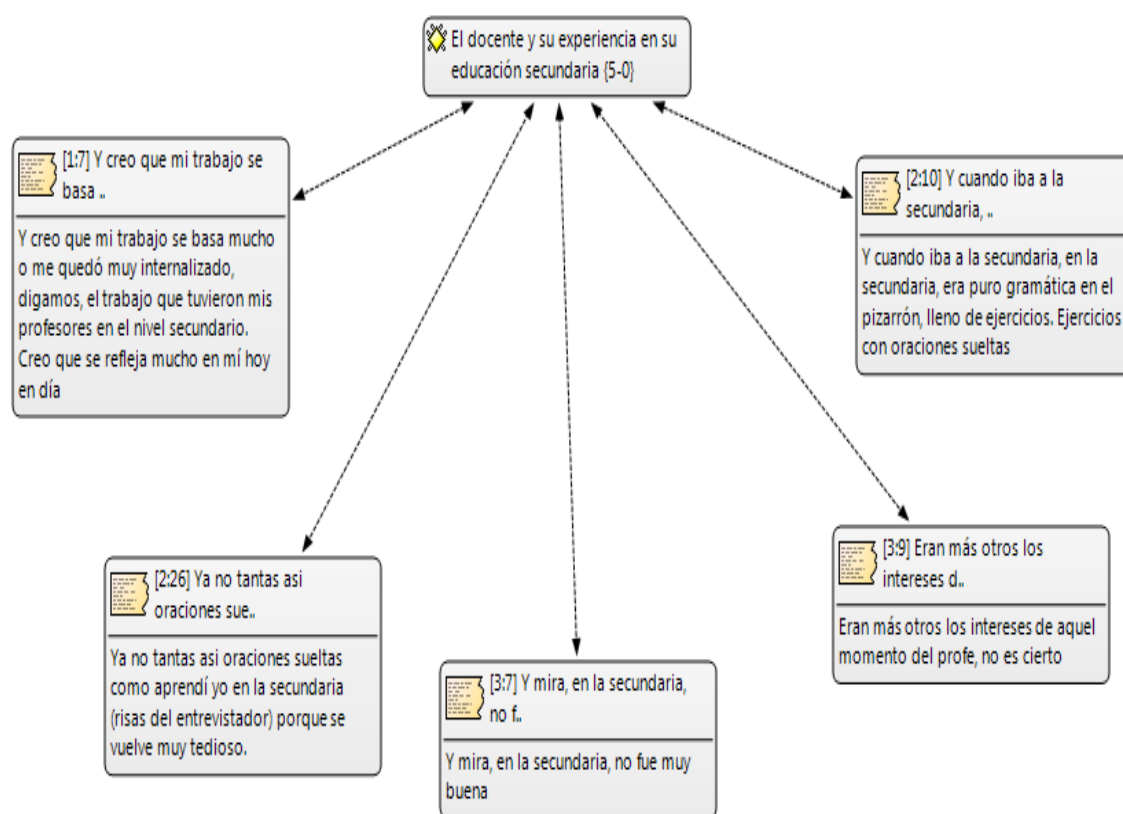 El docente y su experiencia en su
educación secundaria {5-0}
[1:7] Y creo que mi trabajo se
basa ..
Y creo que mi trabajo se basa mucho
o me quedó muy internalizado,
digamos, el trabajo que tuvieron mis
profesores en el nivel secundario.
Creo que se refleja mucho en mí hoy
en día
[2:10] Y cuando iba a la
secundaria, ..
Y cuando iba a la secundaria, en la
secundaria, era puro gramática en el
pizarrón, lleno de ejercicios. Ejercicios
con oraciones sueltas
[2:26] Ya no tantas asi
oraciones sue..
Ya no tantas asi oraciones sueltas
como aprendí yo en la secundaria
(risas del entrevistador) porque se
vuelve muy tedioso.
[3:7] Y mira, en la secundaria,
no f..
Y mira, en la secundaria, no fue muy
buena
[3:9] Eran más otros los
intereses d..
Eran más otros los intereses de aquel
momento del profe, no es cierto